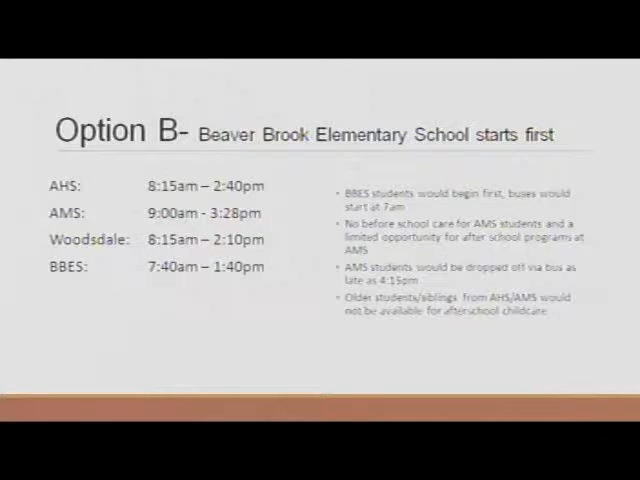 Option B- Beaver Brook Elementary School starts first
AHS: 8:15am – 2:40pm
AMS: 9:00am - 3:28pm
Woodsdale: 8:15am – 2:10pm
BBES: 7:40am – 1:40pm
• BBES students would begin first, buses would
start at 7am
• No before school care for AMS students and a
limited opportunity for after school programs at
AMS
• AMS students would be dropped off via bus as
late as 4:15pm
• Older students/siblings from AHS/AMS would
not be available for afterschool childcare